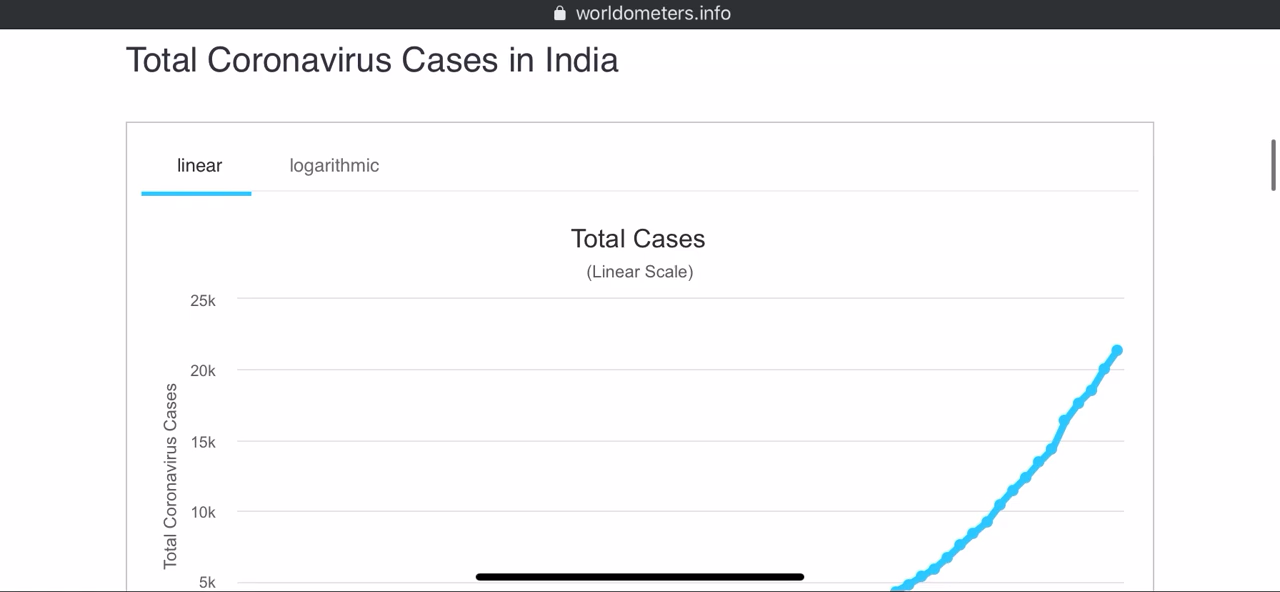 worldometers.info
Total Coronavirus Cases in India
linear
logarithmic
Total Cases
(Linear Scale)
25k
20k
15k
10k
5k
Total Coronavirus Cases